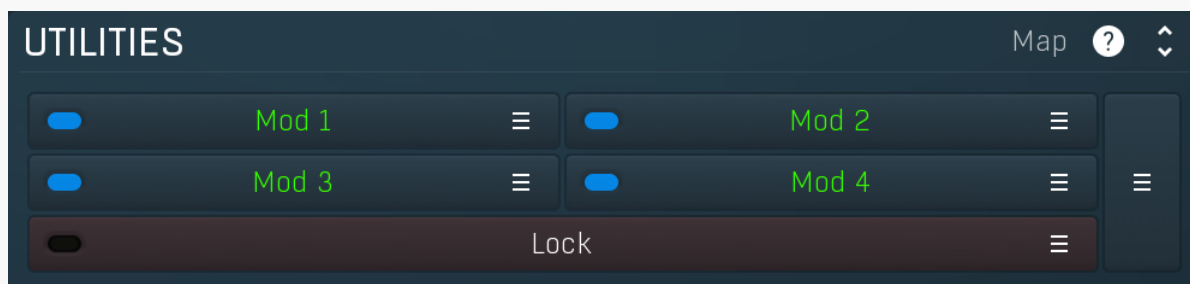 UTILITIES Map ?
Mod 1 Mod 2
Mod 3 Mod 4
Lock